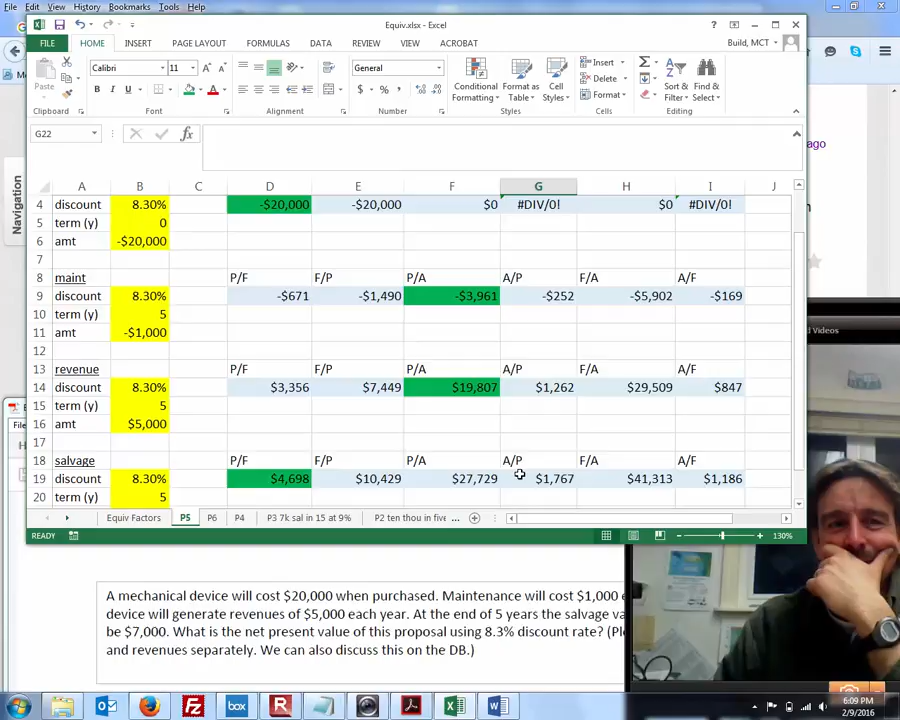 File Edit View History Bookmarks Tools Help
Equiv.xlsx - Excel
FILE HOME INSERT PAGE LAYOUT FORMULAS DATA REVIEW VIEW ACROBAT Build, MCT
Paste Calibri 11 General Conditional Formatting Format as Table Cell Styles Insert Delete Format Sort & Filter Find & Select
Clipboard Font Alignment Number Styles Cells Editing
ago
G22 fx
Navigation
A B C D E F G H I J
4 discount 8.30% -$20,000 -$20,000 $0 #DIV/0! $0 #DIV/0!
5 term (y) 0
6 amt -$20,000
7
8 maint P/F F/P P/A A/P F/A A/F
9 discount 8.30% -$671 -$1,490 -$3,961 -$252 -$5,902 -$169
10 term (y) 5
11 amt -$1,000
12
13 revenue P/F F/P P/A A/P F/A A/F
14 discount 8.30% $3,356 $7,449 $19,807 $1,262 $29,509 $847
15 term (y) 5
16 amt $5,000
17
18 salvage P/F F/P P/A A/P F/A A/F
19 discount 8.30% $4,698 $10,429 $27,729 $1,767 $41,313 $1,186
20 term (y) 5
d Videos
Equiv Factors P5 P6 P4 P3 7k sal in 15 at 9% P2 ten thou in five ...
READY 130%
A mechanical device will cost $20,000 when purchased. Maintenance will cost $1,000 e
device will generate revenues of $5,000 each year. At the end of 5 years the salvage va
be $7,000. What is the net present value of this proposal using 8.3% discount rate? (Pl
and revenues separately. We can also discuss this on the DB.)
box
6:09 PM
2/9/2016